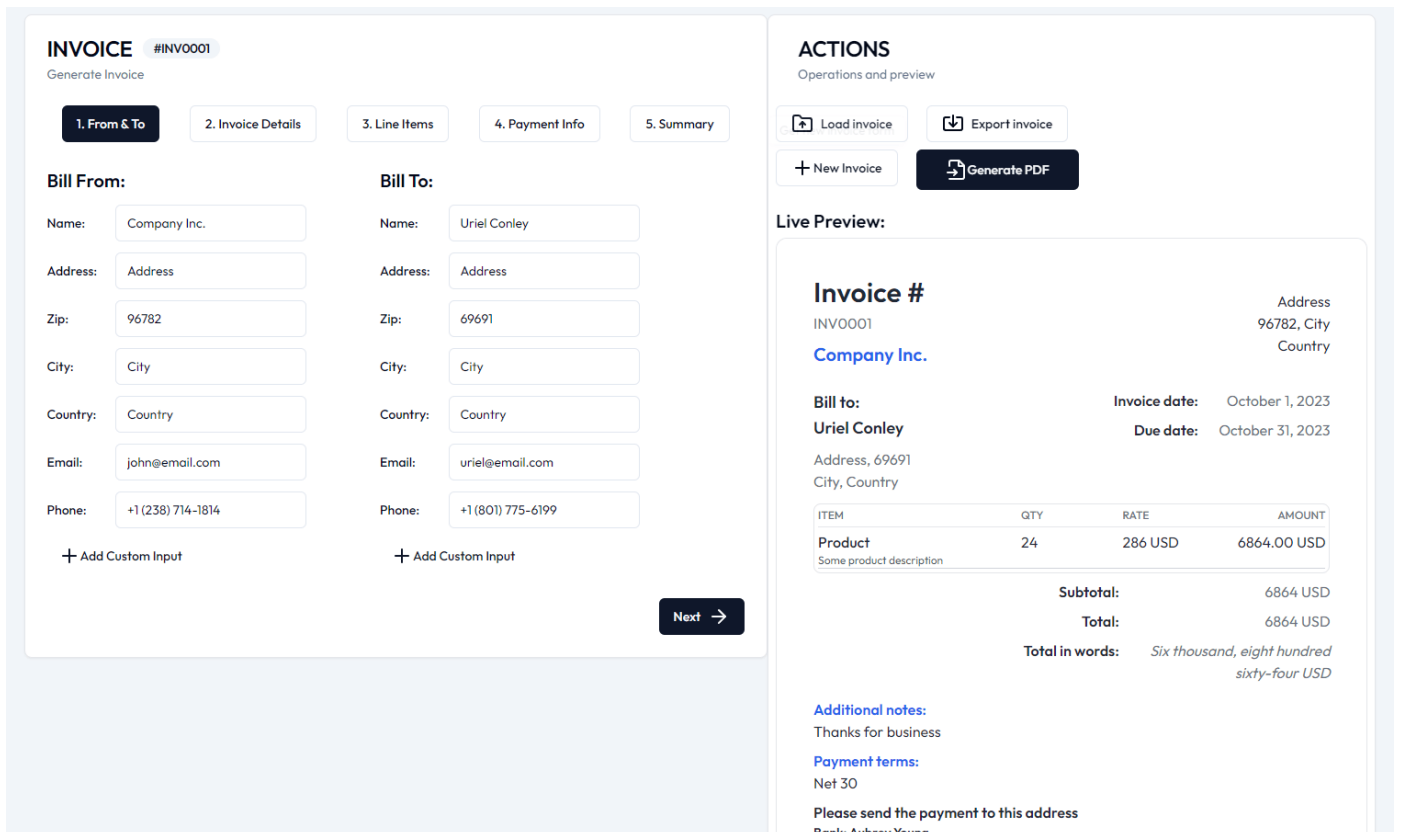 INVOICE #INV0001
Generate Invoice
1. From & To
2. Invoice Details
3. Line Items
4. Payment Info
5. Summary
Bill From:
Name: Company Inc.
Address: Address
Zip: 96782
City: City
Country: Country
Email: john@email.com
Phone: +1 (238) 714-1814
Add Custom Input
Bill To:
Name: Uriel Conley
Address: Address
Zip: 69691
City: City
Country: Country
Email: uriel@email.com
Phone: +1 (801) 775-6199
Add Custom Input
Next
ACTIONS
Operations and preview
Load invoice
Export invoice
New Invoice
Generate PDF
Live Preview:
Invoice #
INV0001
Company Inc.
Address
96782, City
Country
Bill to:
Uriel Conley
Address, 69691
City, Country
Invoice date: October 1, 2023
Due date: October 31, 2023
ITEM QTY RATE AMOUNT
Product 24 286 USD 6864.00 USD
Some product description
Subtotal: 6864 USD
Total: 6864 USD
Total in words: Six thousand, eight hundred
sixty-four USD
Additional notes:
Thanks for business
Payment terms:
Net 30
Please send the payment to this address
Bank: Aubrey Young